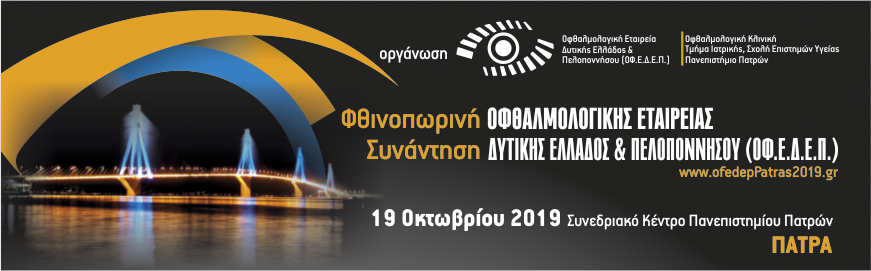 οργάνωση
Οφθαλμολογική Εταιρεία
Δυτικής Ελλάδος &
Πελοποννήσου (ΟΦ.Ε.Δ.Ε.Π.)
Οφθαλμολογική Κλινική
Τμήμα Ιατρικής, Σχολή Επιστημών Υγείας
Πανεπιστήμιο Πατρών
Φθινοπωρινή ΟΦΘΑΛΜΟΛΟΓΙΚΗΣ ΕΤΑΙΡΕΙΑΣ
Συνάντηση ΔΥΤΙΚΗΣ ΕΛΛΑΔΟΣ & ΠΕΛΟΠΟΝΝΗΣΟΥ (ΟΦ.Ε.Δ.Ε.Π.)
www.ofedepPatras2019.gr
19 Οκτωβρίου 2019 Συνεδριακό Κέντρο Πανεπιστημίου Πατρών
ΠΑΤΡΑ